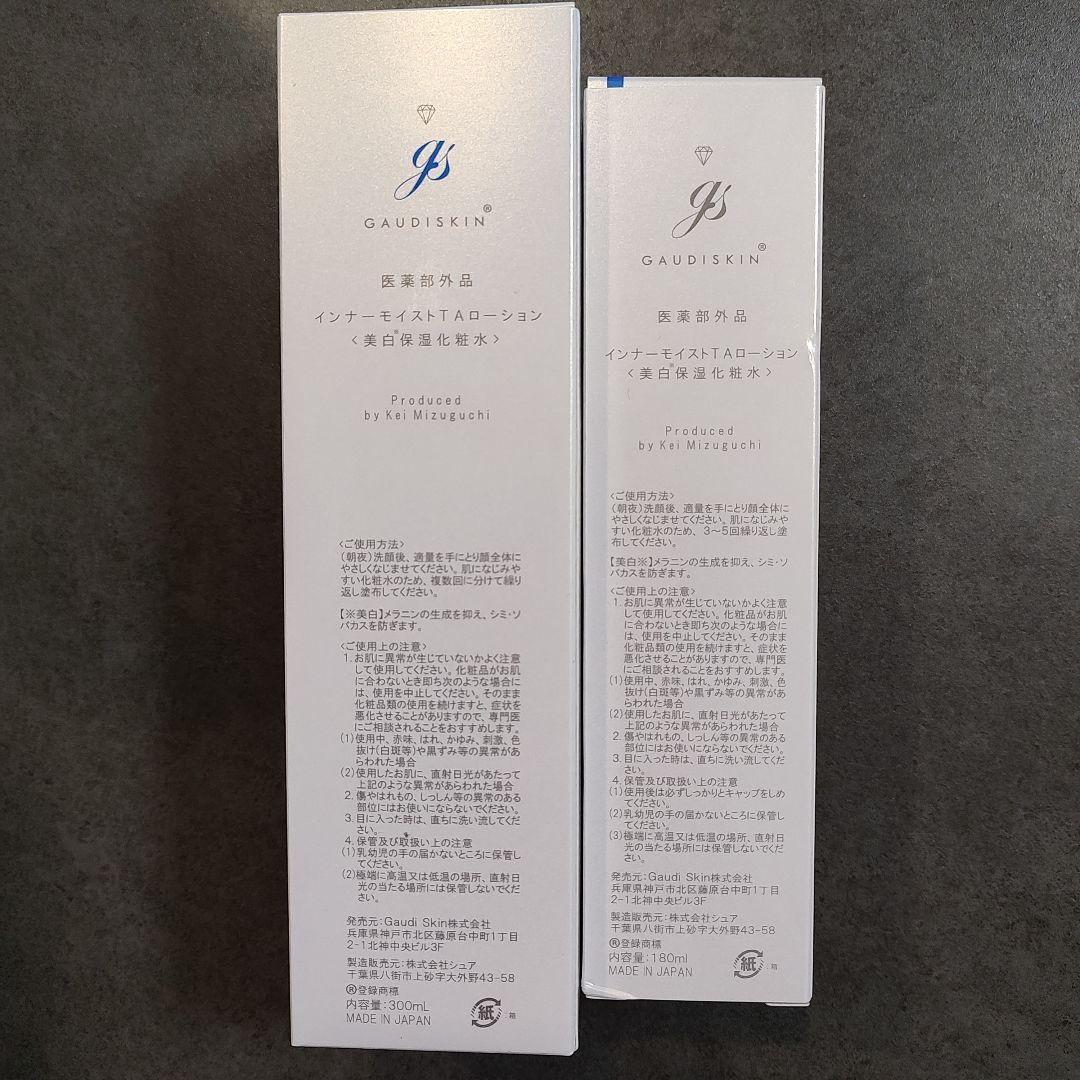 gs
GAUDISKIN®
医薬部外品
インナーモイストTAローション
<美白※保湿化粧水>
Produced
by Kei Mizuguchi
<ご使用方法>
(朝夜)洗顔後、適量を手にとり顔全体に
やさしくなじませてください。肌になじみや
すい化粧水のため、複数回に分けて繰り
返し塗布してください。
【※美白】メラニンの生成を抑え、シミ・ソ
バカスを防ぎます。
<ご使用上の注意>
1. お肌に異常が生じていないかよく注意
して使用してください。化粧品がお肌
に合わないとき即ち次のような場合に
は、使用を中止してください。そのまま
化粧品類の使用を続けますと、症状を
悪化させることがありますので、専門医
にご相談されることをおすすめします。
(1)使用中、赤味、はれ、かゆみ、刺激、色
抜け(白斑等)や黒ずみ等の異常があ
らわれた場合
(2)使用したお肌に、直射日光があたって
上記のような異常があらわれた場合
2. 傷やはれもの、しっしん等の異常のある
部位にはお使いにならないでください。
3. 目に入った時は、直ちに洗い流してくだ
さい。
4. 保管及び取扱い上の注意
(1)乳幼児の手の届かないところに保管し
てください。
(2)極端に高温又は低温の場所、直射日
光の当たる場所には保管しないでくだ
さい。
発売元:Gaudi Skin株式会社
兵庫県神戸市北区藤原台中町1丁目
2-1北神中央ビル3F
製造販売元:株式会社シュア
千葉県八街市上砂字大外野43-58
®登録商標
内容量:300mL
MADE IN JAPAN
紙
:箱
gs
GAUDISKIN®
医薬部外品
インナーモイストTAローション
<美白※保湿化粧水>
Produced
by Kei Mizuguchi
<ご使用方法>
(朝夜)洗顔後、適量を手にとり顔全体に
やさしくなじませてください。肌になじみや
すい化粧水のため、3~5回繰り返し塗
布してください。
【美白※】メラニンの生成を抑え、シミ・ソ
バカスを防ぎます。
<ご使用上の注意>
1. お肌に異常が生じていないかよく注意
して使用してください。化粧品がお肌
に合わないとき即ち次のような場合に
は、使用を中止してください。そのまま
化粧品類の使用を続けますと、症状を
悪化させることがありますので、専門医
にご相談されることをおすすめします。
(1)使用中、赤味、はれ、かゆみ、刺激、色
抜け(白斑等)や黒ずみ等の異常があ
らわれた場合
(2)使用したお肌に、直射日光があたって
上記のような異常があらわれた場合
2. 傷やはれもの、しっしん等の異常のある
部位にはお使いにならないでください。
3. 目に入った時は、直ちに洗い流してくだ
さい。
4. 保管及び取扱い上の注意
(1)使用後は必ずしっかりとキャップをしめ
てください。
(2)乳幼児の手の届かないところに保管し
てください。
(3)極端に高温又は低温の場所、直射日
光の当たる場所には保管しないでくだ
さい。
発売元:Gaudi Skin株式会社
兵庫県神戸市北区藤原台中町1丁目
2-1北神中央ビル3F
製造販売元:株式会社シュア
千葉県八街市上砂字大外野43-58
®登録商標
内容量:180ml
MADE IN JAPAN
紙
:箱